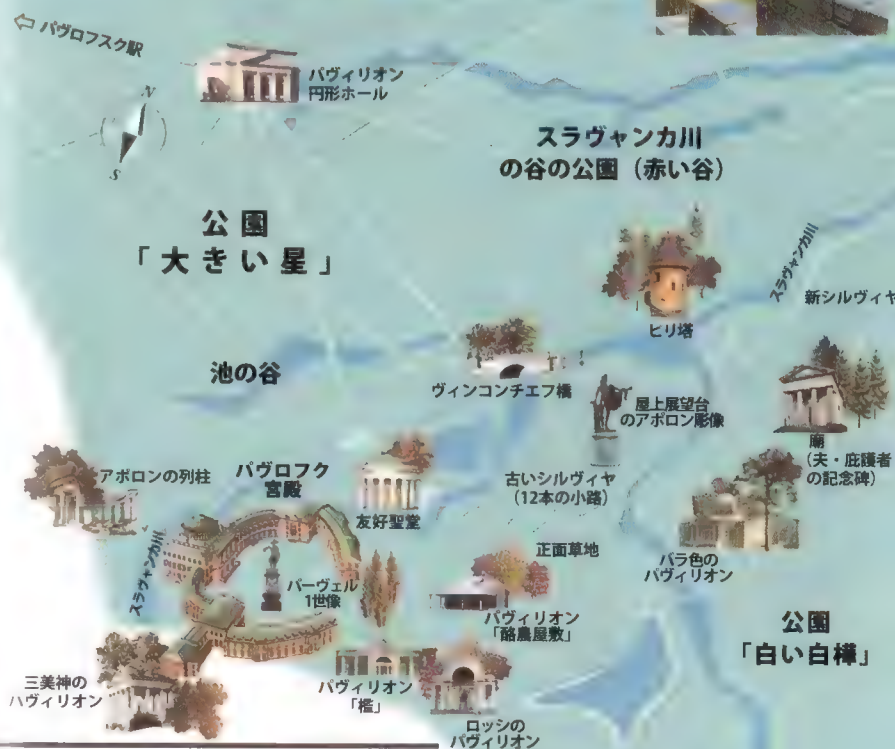 パヴロフスク駅
パヴィリオン
円形ホール
N
S
スラヴャンカ川
の谷の公園（赤い谷）
公園
「大きい星」
スラヴャンカ川
新シルヴィヤ
ピリ塔
池の谷
ヴィンコンチエフ橋
屋上展望台
のアポロン彫像
廟
（夫・庇護者
の記念碑）
アポロンの列柱
パヴロフク
宮殿
友好聖堂
古いシルヴィヤ
（12本の小路）
バラ色の
パヴィリオン
正面草地
スラヴャンカ川
パーヴェル
1世像
パヴィリオン
「酪農屋敷」
公園
「白い白樺」
三美神の
パヴィリオン
パヴィリオン
「檻」
ロッシの
パヴィリオン